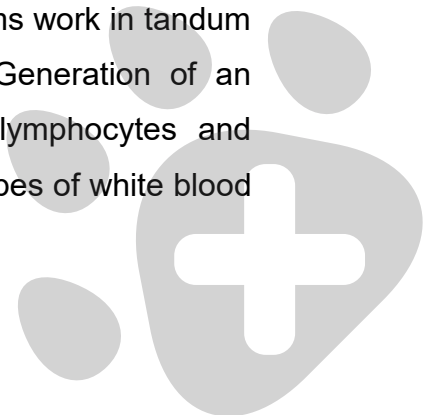 ns work in tandum
Generation of an
lymphocytes and
pes of white blood